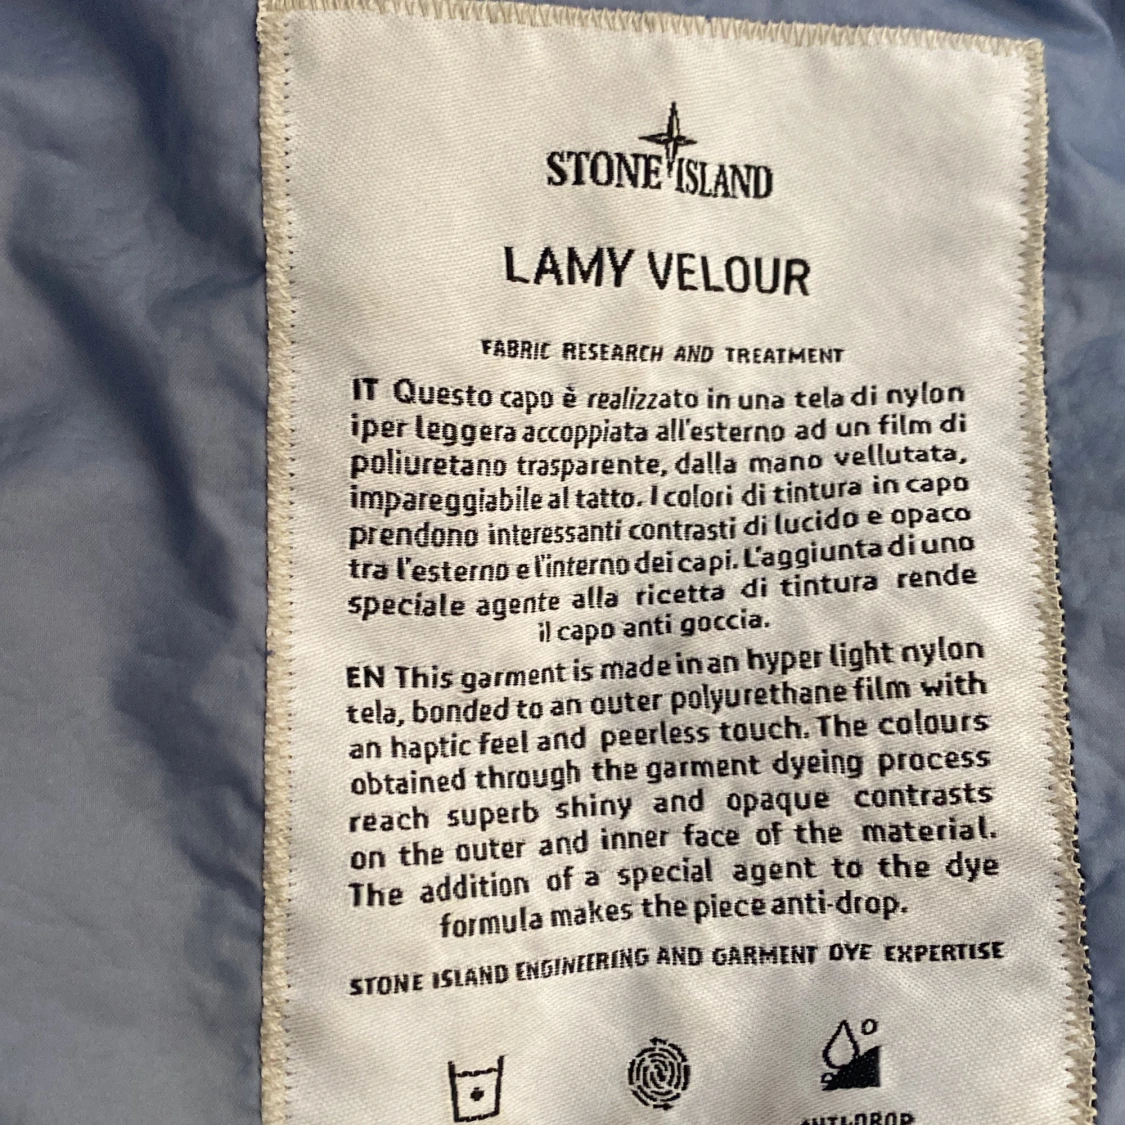 STONE ISLAND
LAMY VELOUR
FABRIC RESEARCH AND TREATMENT
IT Questo capo è realizzato in una tela di nylon
iper leggera accoppiata all'esterno ad un film di
poliuretano trasparente, dalla mano vellutata,
impareggiabile al tatto. I colori di tintura in capo
prendono interessanti contrasti di lucido e opaco
tra l'esterno e l'interno dei capi. L'aggiunta di uno
speciale agente alla ricetta di tintura rende
il capo anti goccia.
EN This garment is made in an hyper light nylon
tela, bonded to an outer polyurethane film with
an haptic feel and peerless touch. The colours
obtained through the garment dyeing process
reach superb shiny and opaque contrasts
on the outer and inner face of the material.
The addition of a special agent to the dye
formula makes the piece anti-drop.
STONE ISLAND ENGINEERING AND GARMENT DYE EXPERTISE
ANTI-DROP